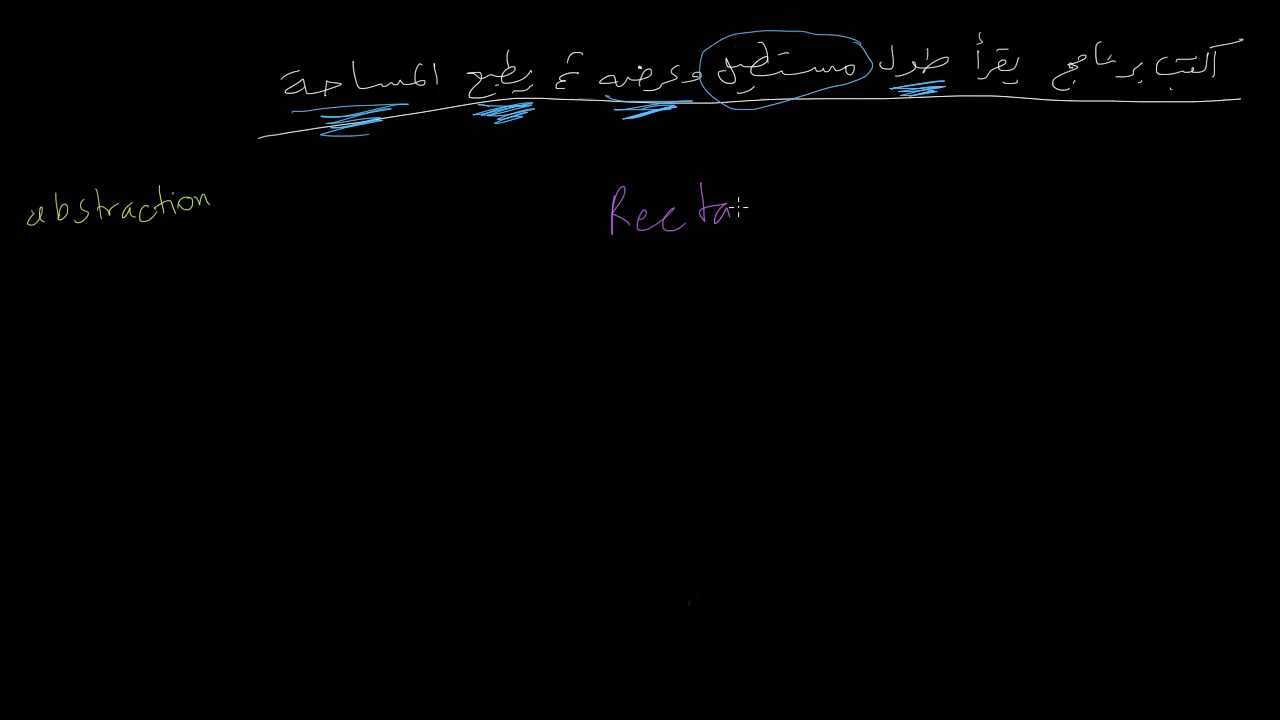 اكتب برنامج يقرأ طول مستطيل وعرضه ثم يطبع المساحة
abstraction
Recta